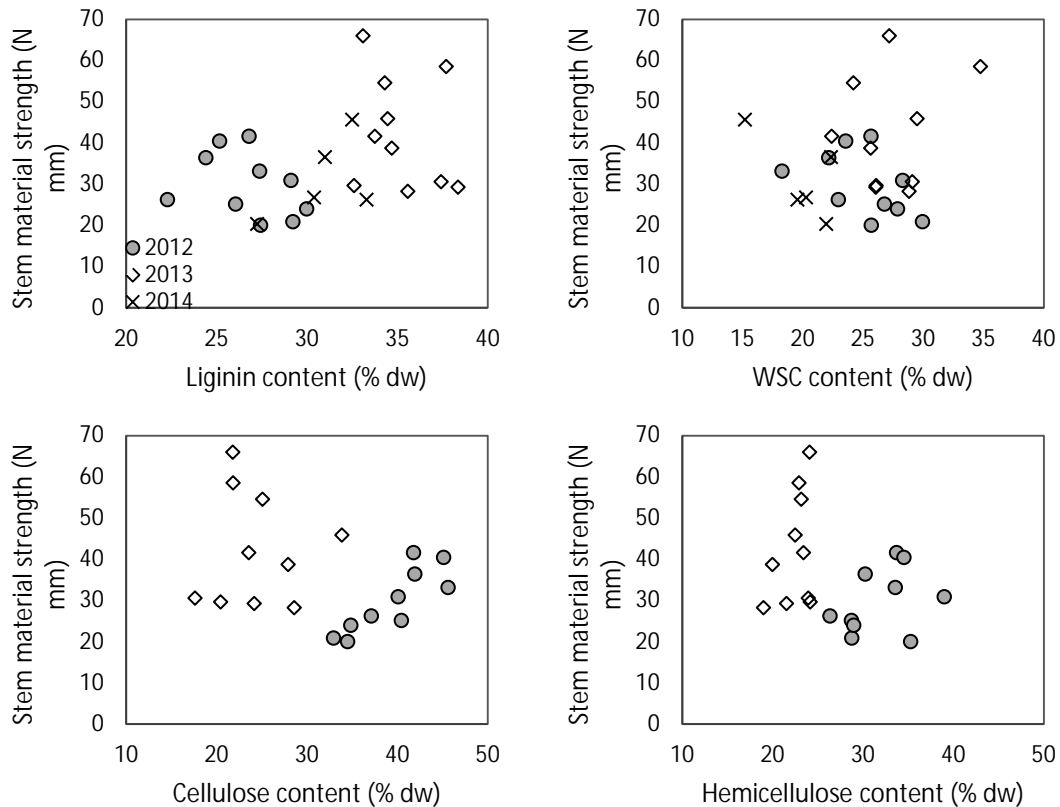 Stem material strength (N
mm)
70
60
50
40
30
20
10
0
2012
2013
2014
20 25 30 35 40
Liginin content (% dw)
Stem material strength (N
mm)
70
60
50
40
30
20
10
0
10 15 20 25 30 35 40
WSC content (% dw)
Stem material strength (N
mm)
70
60
50
40
30
20
10
0
10 20 30 40 50
Cellulose content (% dw)
Stem material strength (N
mm)
70
60
50
40
30
20
10
0
10 20 30 40 50
Hemicellulose content (% dw)